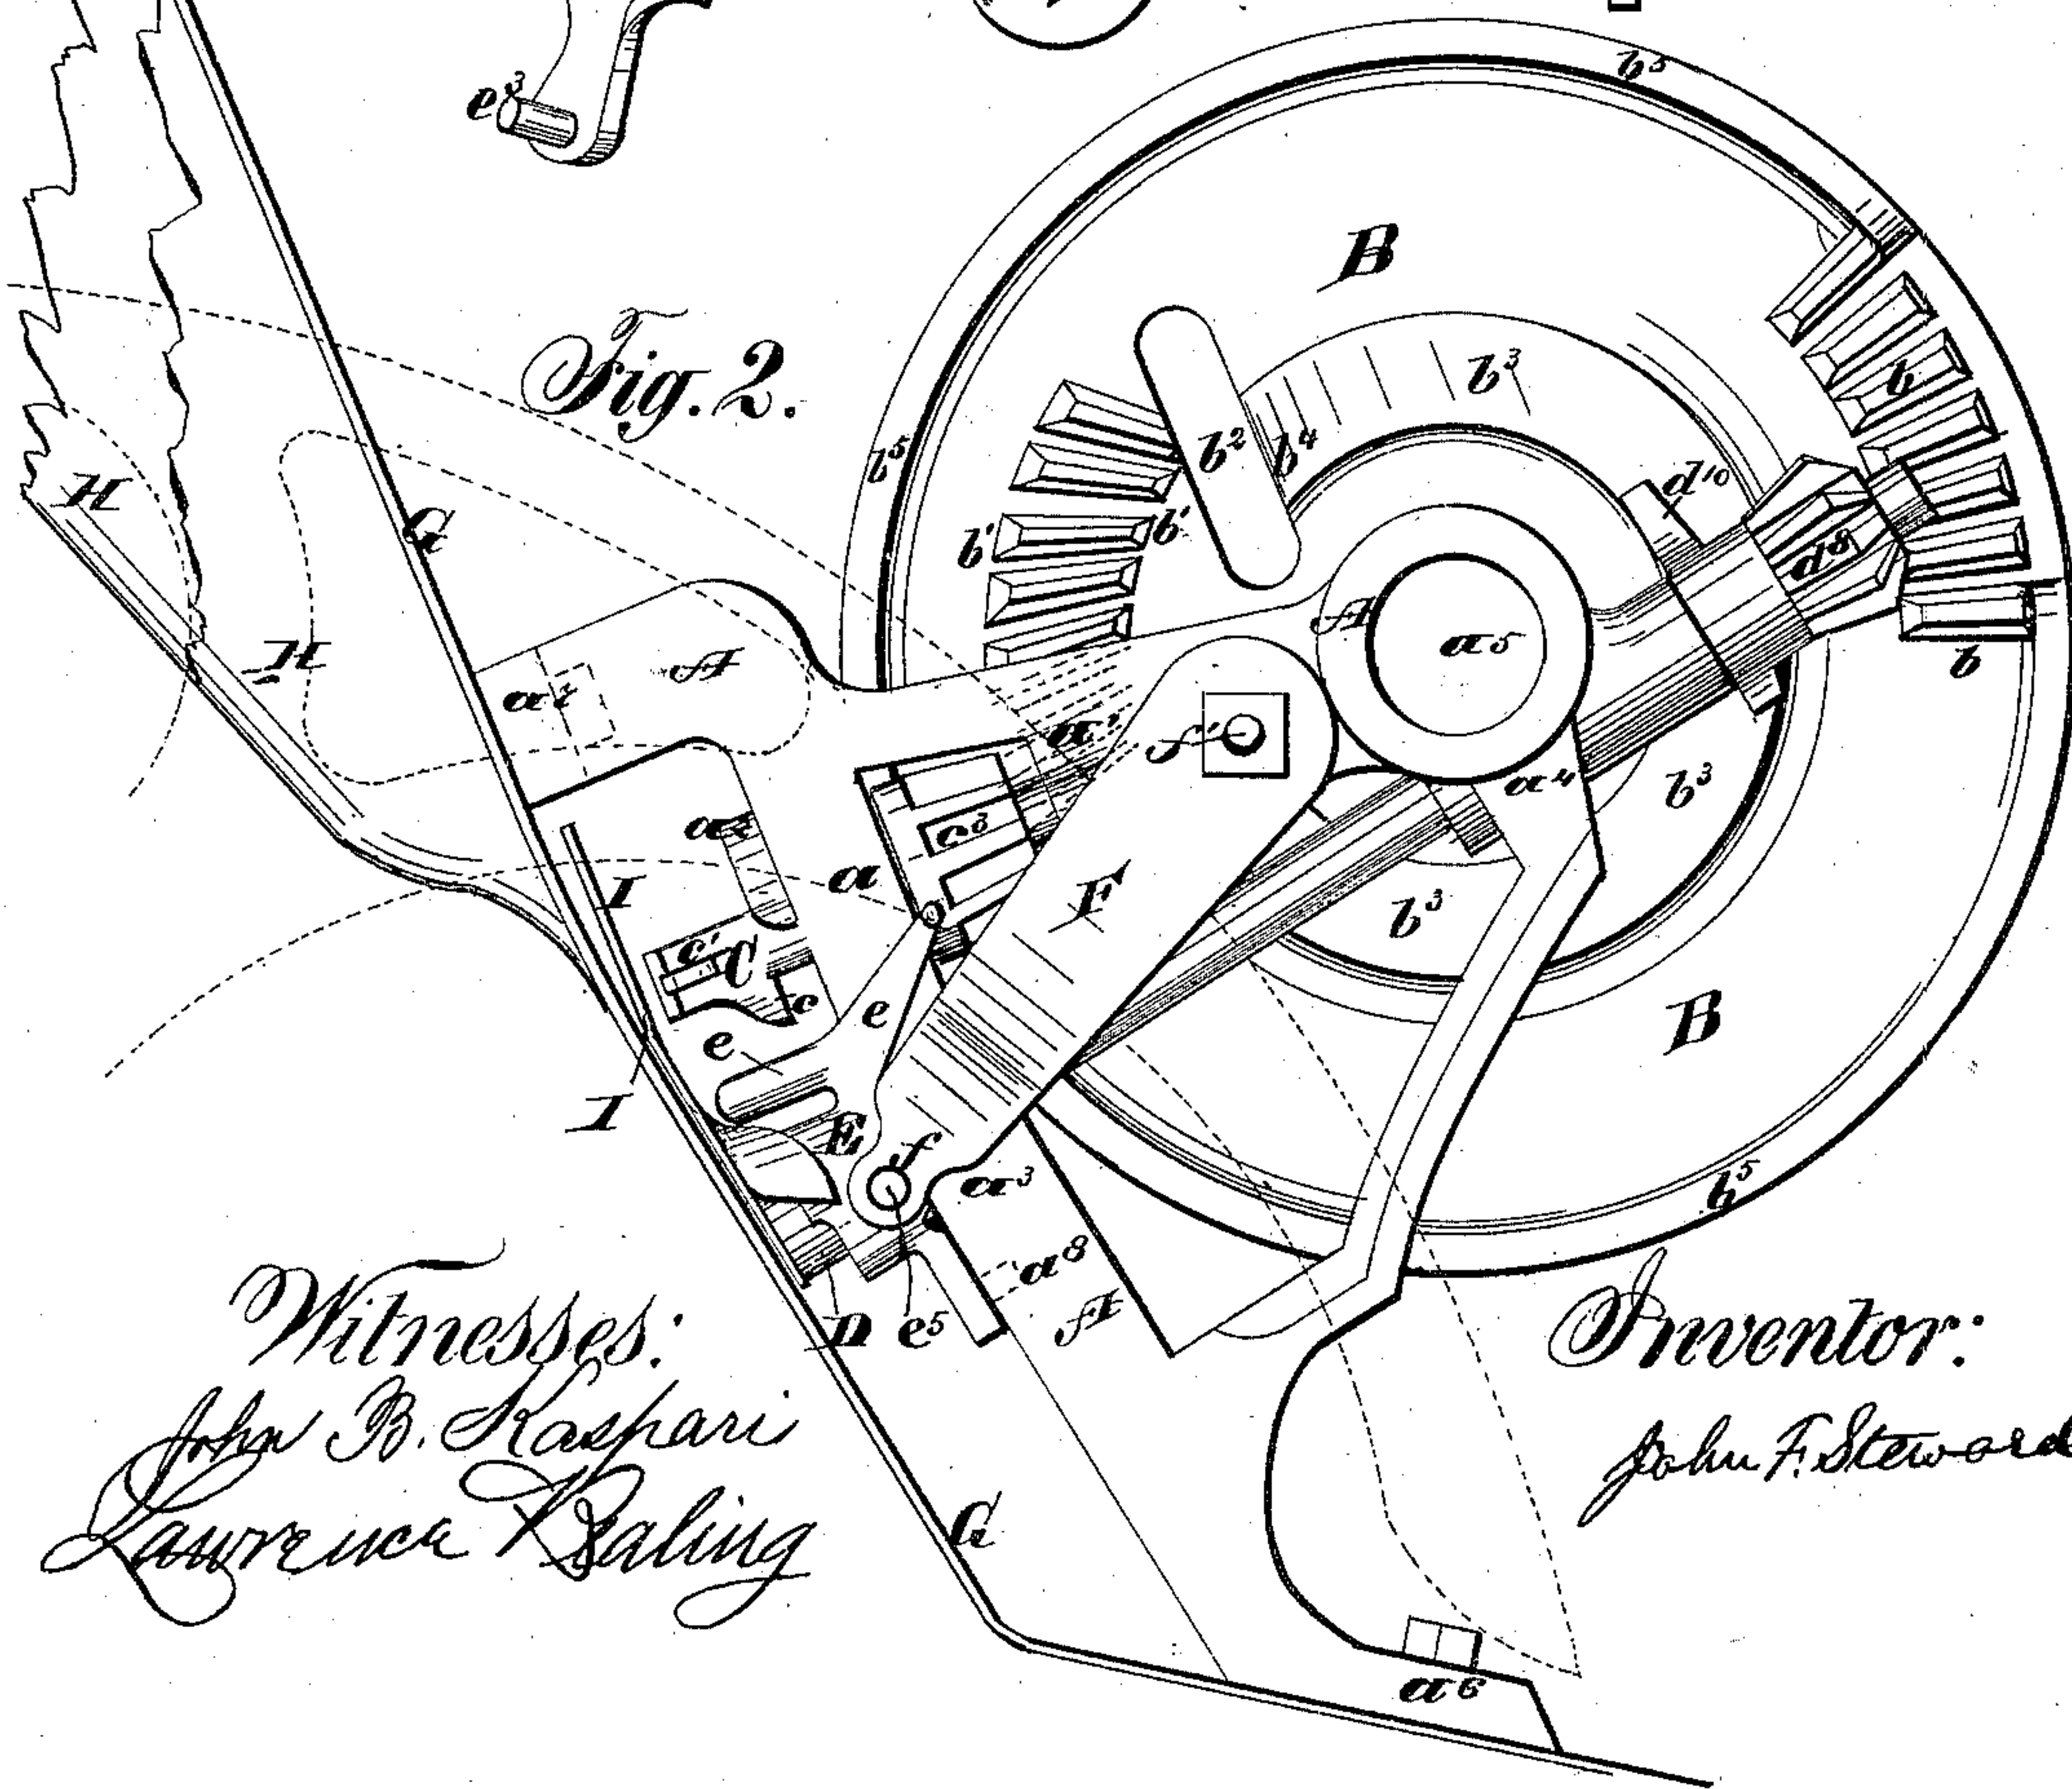 e³
b⁵
B
Fig. 2.
b³
b
b⁵
b²
b⁴
d¹⁰
H
G
b'
b'
d⁸
H
A
A
a⁵
b
a⁷
a'
f'
a⁴
b³
a²
c³
a
I
F
b³
c'
C
c
e
B
e
I
E
f
a³
b⁵
a⁸
D
e⁵
A
Witnesses:
Inventor:
John B. Kaspari
John F. Steward
Lawrence
G
a⁶